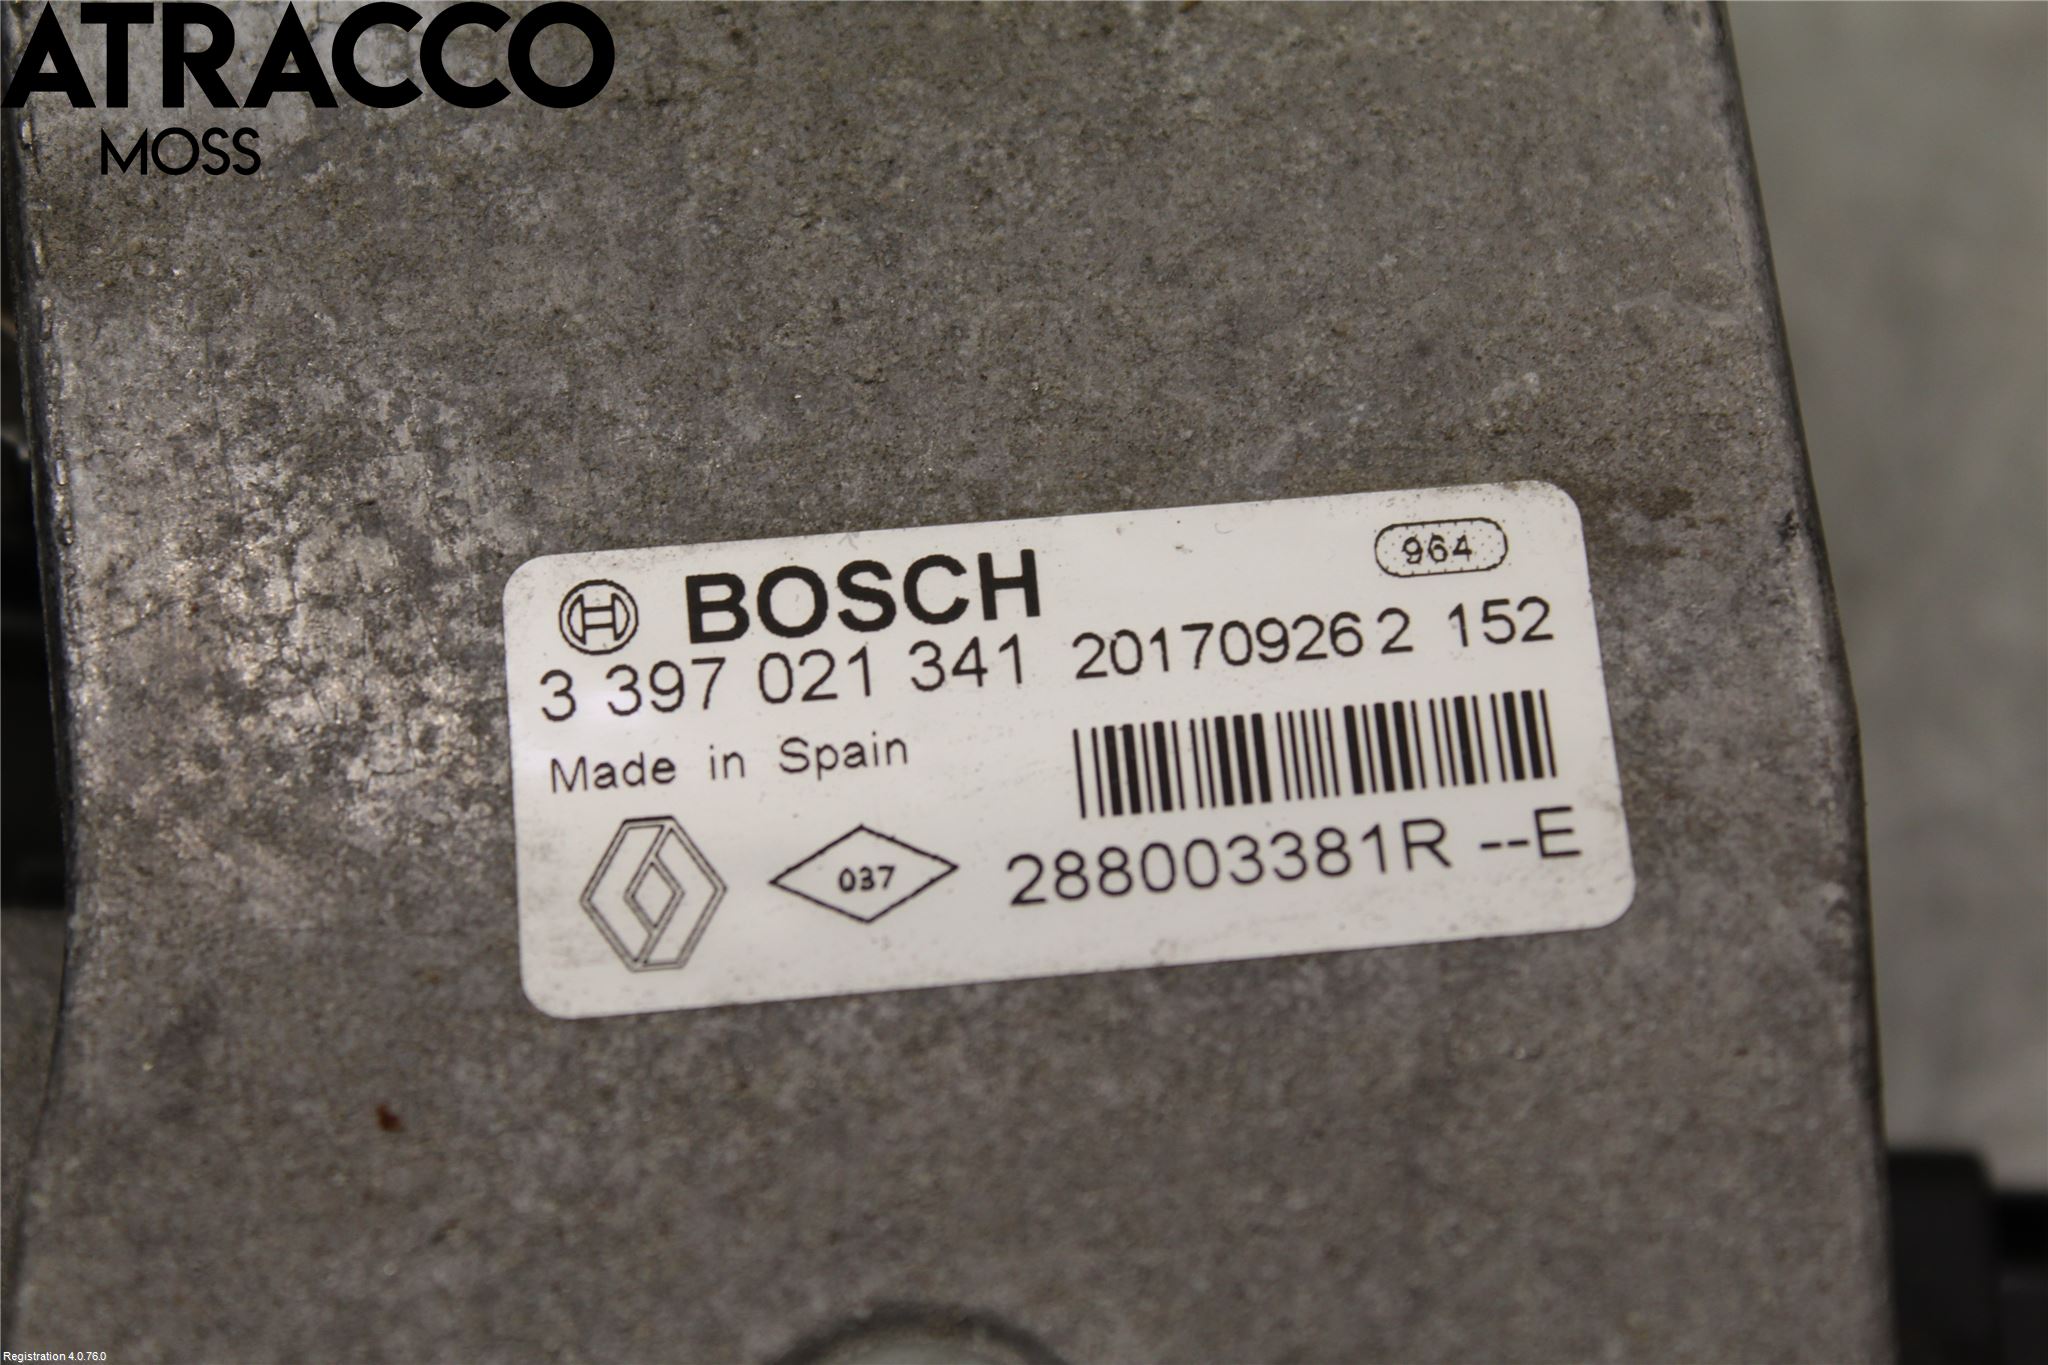 ATRACCO
MOSS
BOSCH
964
3 397 021 341 20170926 2 152
Made in Spain
037
288003381R --E
Registration 4.0.76.0